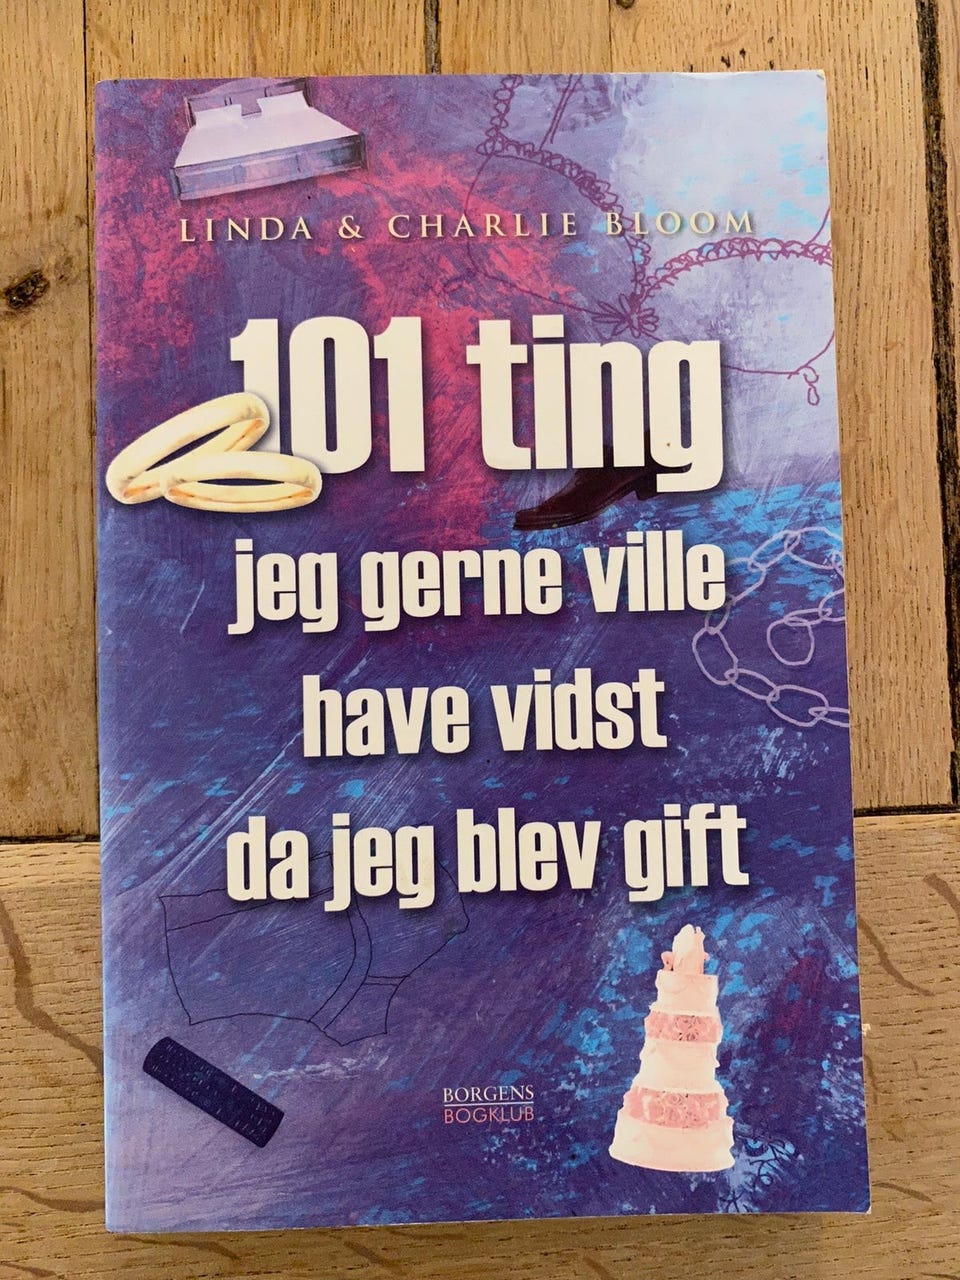 LINDA & CHARLIE BLOOM
101 ting
jeg gerne ville
have vidst
da jeg blev gift
BORGENS
BOGKLUB